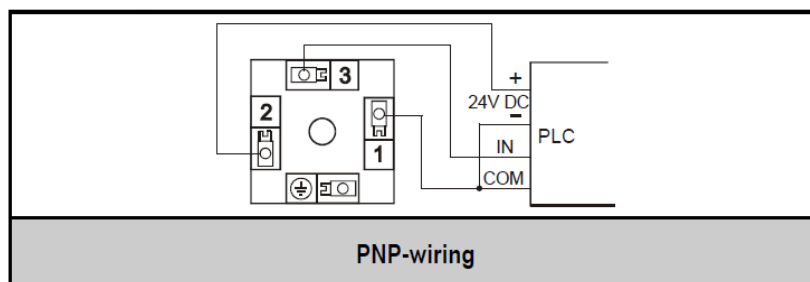 3
+
24V DC
2
-
PLC
IN
1
COM
PNP-wiring